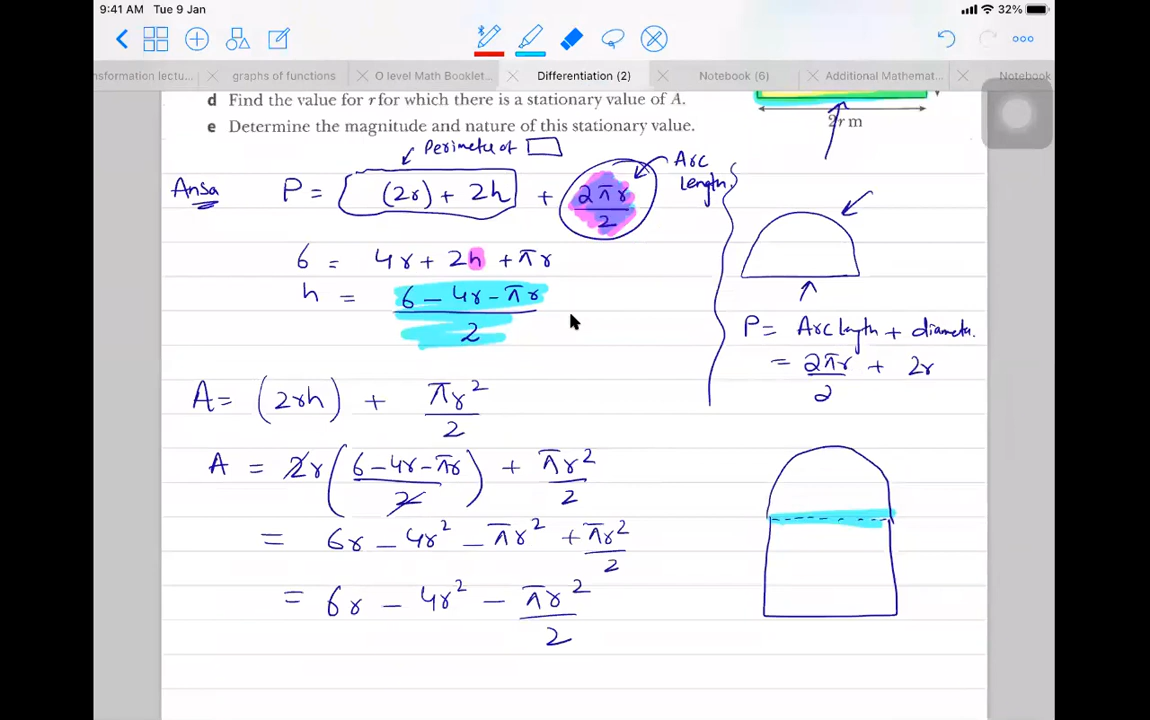 9:41 AM Tue 9 Jan
32%
nsformation lectu...
graphs of functions
O level Math Booklet...
Differentiation (2)
Notebook (6)
Additional Mathemat...
Notebook
d Find the value for r for which there is a stationary value of A.
e Determine the magnitude and nature of this stationary value.
2r m
Perimeter of
Arc
length
Ansa P = (2r) + 2h + 2πr/2
6 = 4r + 2h + πr
h = (6 – 4r – πr)/2
P = Arc length + diameter.
= 2πr/2 + 2r
A = (2rh) + πr²/2
A = 2r((6 – 4r – πr)/2) + πr²/2
= 6r – 4r² – πr² + πr²/2
= 6r – 4r² – πr²/2